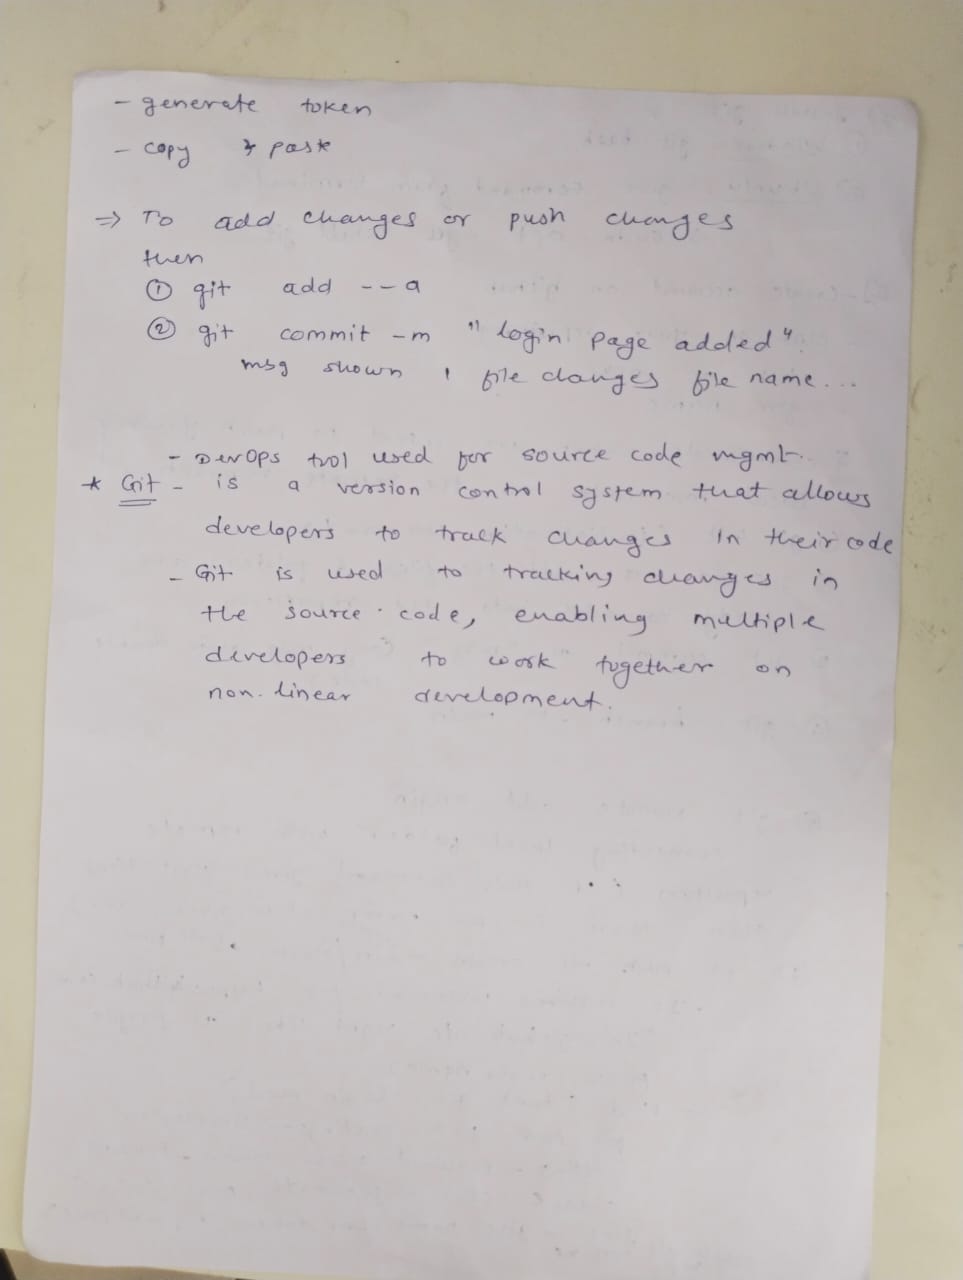 - generate token
- copy & paste
⇒ To add changes or push changes
then
① git add --a
② git commit -m "login page added".
msg shown 1 file changes file name...
- DevOps tool used for source code mgmt.
* Git - is a version control system that allows
developers to track changes in their code
- Git is used to tracking changes in
the source code, enabling multiple
developers to work together on
non-linear development.